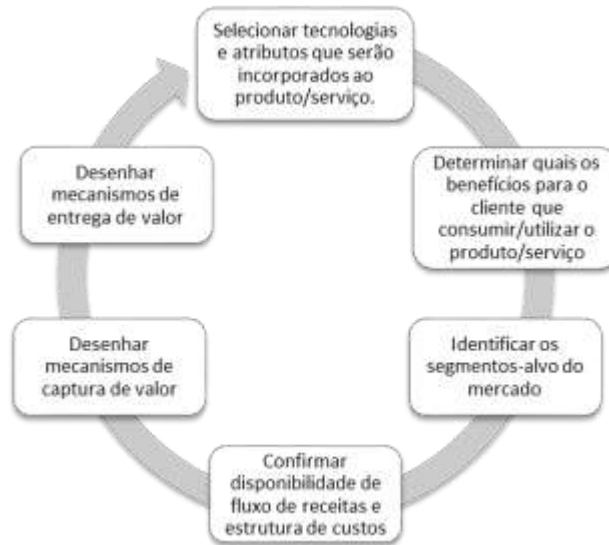 Selecionar tecnologias
e atributos que serão
incorporados ao
produto/serviço.
Determinar quais os
benefícios para o
cliente que
consumir/utilizar o
produto/serviço
Identificar os
segmentos-alvo do
mercado
Confirmar
disponibilidade de
fluxo de receitas e
estrutura de custos
Desenhar
mecanismos de
captura de valor
Desenhar
mecanismos de
entrega de valor